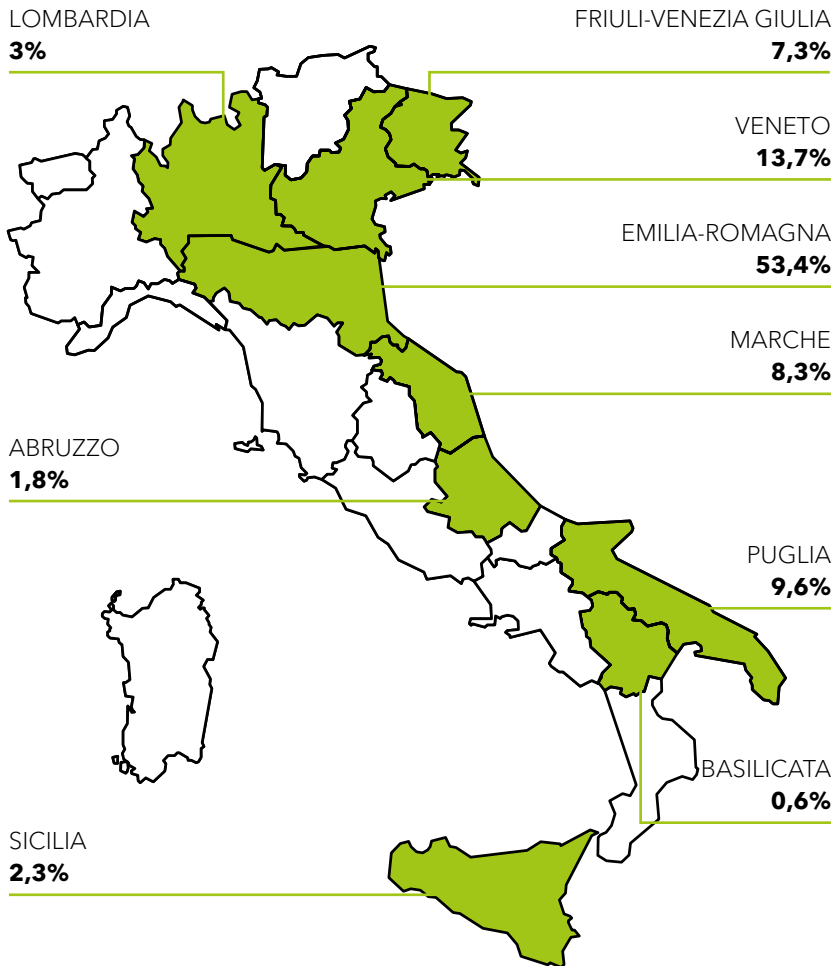 LOMBARDIA
3%
FRIULI-VENEZIA GIULIA
7,3%
VENETO
13,7%
EMILIA-ROMAGNA
53,4%
MARCHE
8,3%
ABRUZZO
1,8%
PUGLIA
9,6%
BASILICATA
0,6%
SICILIA
2,3%